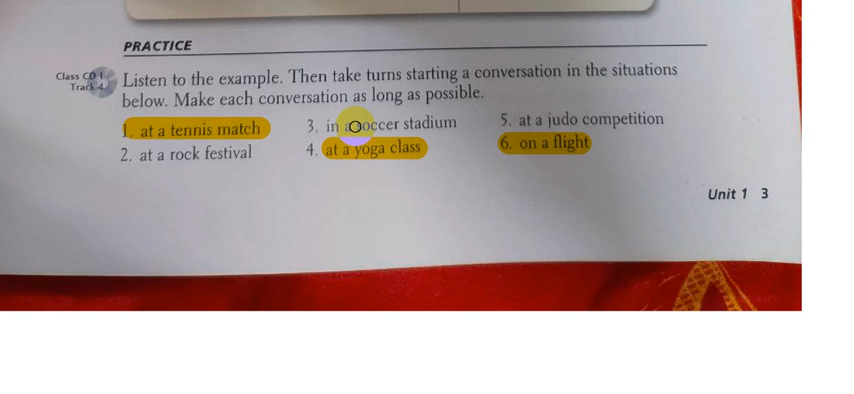 PRACTICE
Class CD 1
Track 4
Listen to the example. Then take turns starting a conversation in the situations
below. Make each conversation as long as possible.
1. at a tennis match
2. at a rock festival
3. in a soccer stadium
4. at a yoga class
5. at a judo competition
6. on a flight
Unit 1 3